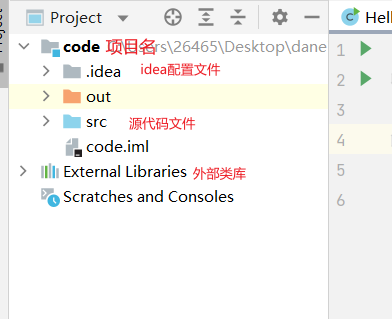 Project
Hell
code 项目名 rs\26465\Desktop\dane
.idea idea配置文件
out
src 源代码文件
code.iml
External Libraries 外部类库
Scratches and Consoles
1
2
3
4
5
6